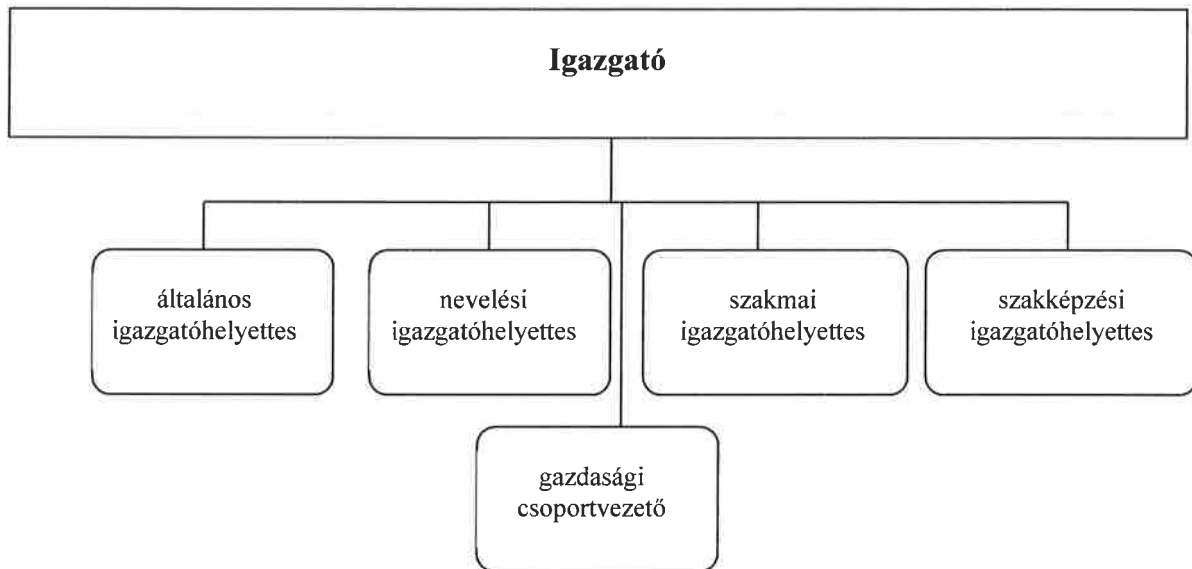 Igazgató
általános
igazgatóhelyettes
nevelési
igazgatóhelyettes
szakmai
igazgatóhelyettes
szakképzési
igazgatóhelyettes
gazdasági
csoportvezető